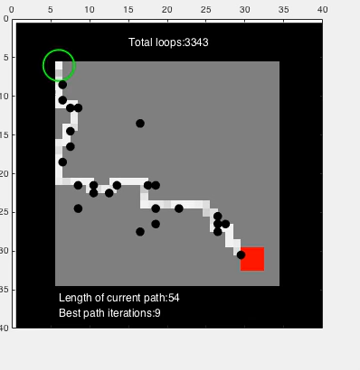 0 5 10 15 20 25 30 35 40
0
Total loops:3343
5
10
15
20
25
30
Length of current path:54
35
Best path iterations:9
40